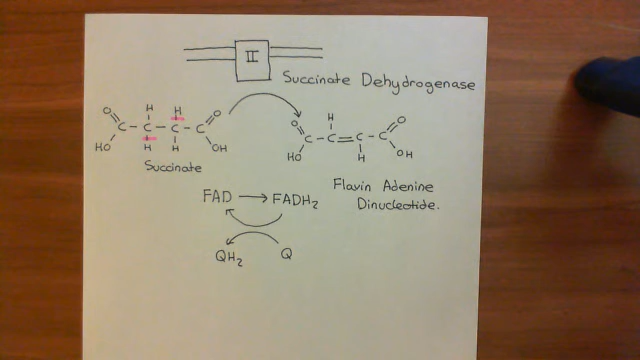 II
Succinate Dehydrogenase
H H
O O
C - C - C - C
HO H H OH
Succinate
H
O O
C - C = C - C
HO H OH
Flavin Adenine
Dinucleotide.
FAD → FADH₂
QH₂ Q